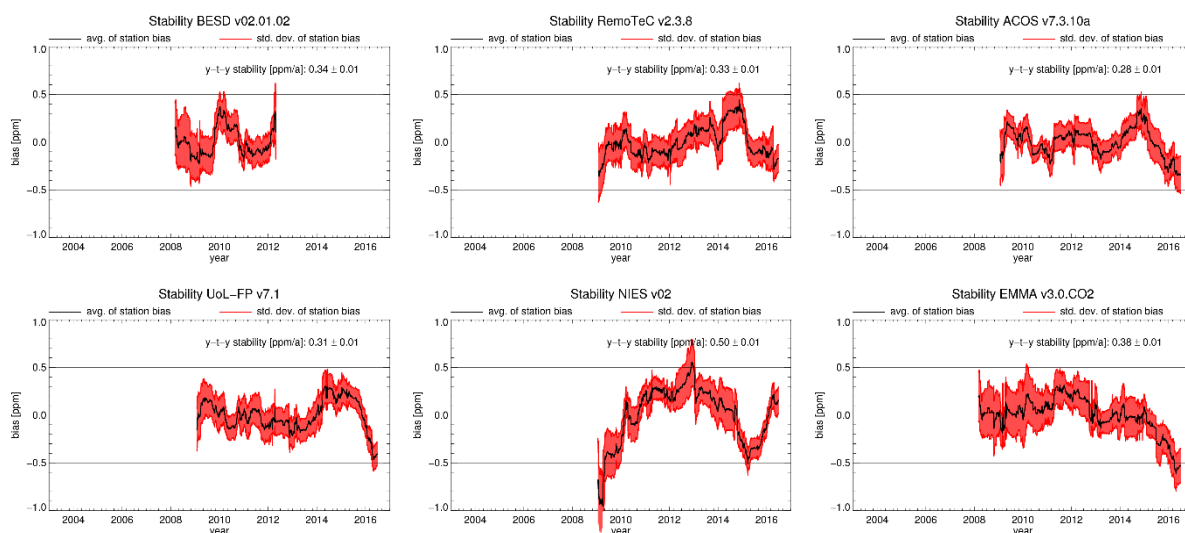 Stability BESD v02.01.02
avg. of station bias std. dev. of station bias
y-t-y stability [ppm/a]: 0.34 ± 0.01
bias [ppm]
1.0
0.5
0.0
−0.5
−1.0
2004 2006 2008 2010 2012 2014 2016
year
Stability RemoTeC v2.3.8
avg. of station bias std. dev. of station bias
y-t-y stability [ppm/a]: 0.33 ± 0.01
bias [ppm]
1.0
0.5
0.0
−0.5
−1.0
2004 2006 2008 2010 2012 2014 2016
year
Stability ACOS v7.3.10a
avg. of station bias std. dev. of station bias
y-t-y stability [ppm/a]: 0.28 ± 0.01
bias [ppm]
1.0
0.5
0.0
−0.5
−1.0
2004 2006 2008 2010 2012 2014 2016
year
Stability UoL−FP v7.1
avg. of station bias std. dev. of station bias
y-t-y stability [ppm/a]: 0.31 ± 0.01
bias [ppm]
1.0
0.5
0.0
−0.5
−1.0
2004 2006 2008 2010 2012 2014 2016
year
Stability NIES v02
avg. of station bias std. dev. of station bias
y-t-y stability [ppm/a]: 0.50 ± 0.01
bias [ppm]
1.0
0.5
0.0
−0.5
−1.0
2004 2006 2008 2010 2012 2014 2016
year
Stability EMMA v3.0.CO2
avg. of station bias std. dev. of station bias
y-t-y stability [ppm/a]: 0.38 ± 0.01
bias [ppm]
1.0
0.5
0.0
−0.5
−1.0
2004 2006 2008 2010 2012 2014 2016
year